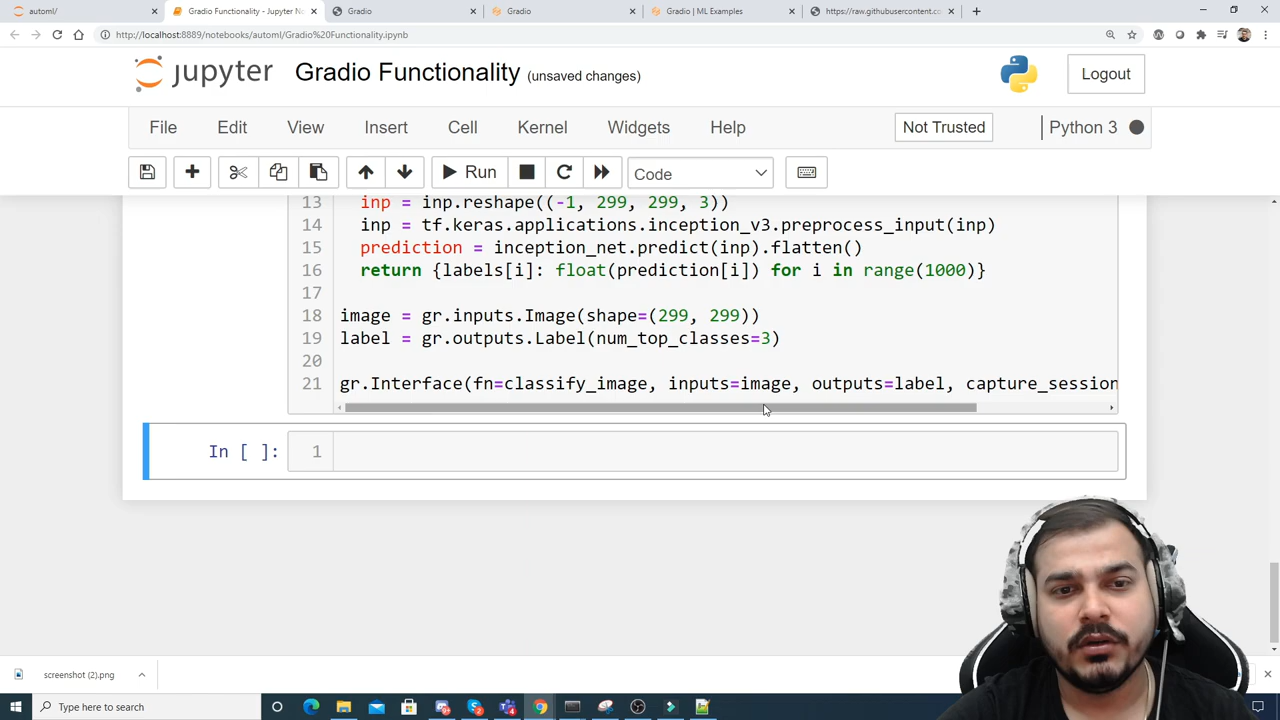 automl/
Gradio Functionality - Jupyter No
Gradio
Gradio
Gradio | ML Examples
https://raw.githubusercontent.co
http://localhost:8889/notebooks/automl/Gradio%20Functionality.ipynb
jupyter Gradio Functionality (unsaved changes)
Logout
File Edit View Insert Cell Kernel Widgets Help
Not Trusted
Python 3
Run
Code
13 inp = inp.reshape((-1, 299, 299, 3))
14 inp = tf.keras.applications.inception_v3.preprocess_input(inp)
15 prediction = inception_net.predict(inp).flatten()
16 return {labels[i]: float(prediction[i]) for i in range(1000)}
17
18 image = gr.inputs.Image(shape=(299, 299))
19 label = gr.outputs.Label(num_top_classes=3)
20
21 gr.Interface(fn=classify_image, inputs=image, outputs=label, capture_session
In [ ]: 1
screenshot (2).png
Type here to search